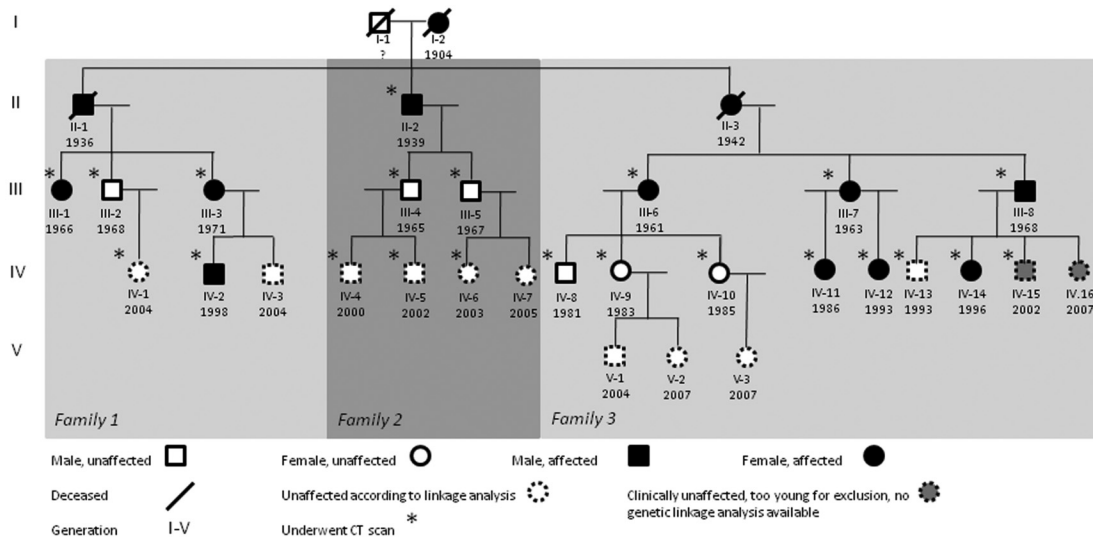 I
I-1 I-2
? 1904
* II
II-1 II-2 II-3
1936 1939 1942
* * * * * * * *
III
III-1 III-2 III-3 III-4 III-5 III-6 III-7 III-8
1966 1968 1971 1965 1967 1961 1963 1968
* * * * * * * * * * * * *
IV
IV-1 IV-2 IV-3 IV-4 IV-5 IV-6 IV-7 IV-8 IV-9 IV-10 IV-11 IV-12 IV-13 IV-14 IV-15 IV.16
2004 1998 2004 2000 2002 2003 2005 1981 1983 1985 1986 1993 1993 1996 2002 2007
V
V-1 V-2 V-3
2004 2007 2007
Family 1 Family 2 Family 3
Male, unaffected Female, unaffected Male, affected Female, affected
Deceased Unaffected according to linkage analysis Clinically unaffected, too young for exclusion, no
genetic linkage analysis available
Generation I-V Underwent CT scan *